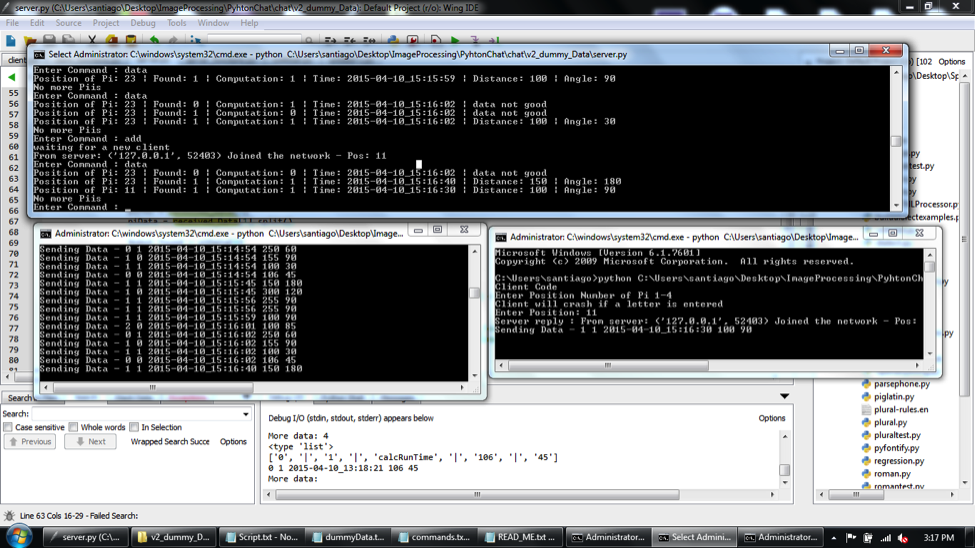 server.py (C:\Users\santiago\Desktop\ImageProcessing\PyhtonChat\chat\v2_dummy_Data): Default Project (r/o): Wing IDE
File Edit Source Project Debug Tools Window Help
Select Administrator: C:\windows\system32\cmd.exe - python C:\Users\santiago\Desktop\ImageProcessing\PyhtonChat\chat\v2_dummy_Data\server.py
[102 Options
Enter Command : data
Position of Pi: 23 | Found: 1 | Computation: 1 | Time: 2015-04-10_15:15:59 | Distance: 100 | Angle: 90
No more Piis
Enter Command : data
Position of Pi: 23 | Found: 0 | Computation: 0 | Time: 2015-04-10_15:16:02 | data not good
Position of Pi: 23 | Found: 0 | Computation: 1 | Time: 2015-04-10_15:16:02 | data not good
Position of Pi: 23 | Found: 1 | Computation: 1 | Time: 2015-04-10_15:16:02 | Distance: 100 | Angle: 30
No more Piis
Enter Command : add
waiting for a new client
From server: ('127.0.0.1', 52403) Joined the network - Pos: 11
Enter Command : data
Position of Pi: 23 | Found: 0 | Computation: 0 | Time: 2015-04-10_15:16:02 | data not good
Position of Pi: 23 | Found: 1 | Computation: 1 | Time: 2015-04-10_15:16:40 | Distance: 150 | Angle: 180
Position of Pi: 11 | Found: 1 | Computation: 1 | Time: 2015-04-10_15:16:30 | Distance: 100 | Angle: 90
No more Piis
Enter Command :
55
56
57
58
59
60
61
62
63
64
65
66
67
68
69
70
71
72
73
74
75
76
77
78
79
80
81
Administrator: C:\windows\system32\cmd.exe - python C:\Users\santiago\Desktop\Image...
Sending Data - 0 1 2015-04-10_15:14:54 250 60
Sending Data - 1 0 2015-04-10_15:14:54 155 90
Sending Data - 1 1 2015-04-10_15:14:54 100 30
Sending Data - 0 0 2015-04-10_15:14:54 106 45
Sending Data - 1 1 2015-04-10_15:15:45 150 180
Sending Data - 1 0 2015-04-10_15:15:45 300 120
Sending Data - 1 1 2015-04-10_15:15:56 255 90
Sending Data - 1 1 2015-04-10_15:15:56 255 90
Sending Data - 1 1 2015-04-10_15:15:59 100 90
Sending Data - 2 0 2015-04-10_15:16:01 100 85
Sending Data - 0 1 2015-04-10_15:16:02 250 60
Sending Data - 1 0 2015-04-10_15:16:02 155 90
Sending Data - 1 1 2015-04-10_15:16:02 100 30
Sending Data - 0 0 2015-04-10_15:16:02 106 45
Sending Data - 1 1 2015-04-10_15:16:40 150 180
Administrator: C:\windows\system32\cmd.exe - python C:\Users\santiago\Desktop\Image...
Microsoft Windows [Version 6.1.7601]
Copyright (c) 2009 Microsoft Corporation. All rights reserved.
C:\Users\santiago>python C:\Users\santiago\Desktop\ImageProcessing\PyhtonCh
Client Code
Enter Position Number of Pi 1-4
Client will crash if a letter is entered
Enter Position: 11
Server reply : From server: ('127.0.0.1', 52403) Joined the network - Pos:
Sending Data - 1 1 2015-04-10_15:16:30 100 90
parsephone.py
piglatin.py
plural-rules.en
plural.py
pluraltest.py
pyfontify.py
regression.py
roman.py
romantest.py
Search:
Case sensitive Whole words In Selection
Previous Next Wrapped Search Succe Options
Debug I/O (stdin, stdout, stderr) appears below
Options
More data: 4
<type 'list'>
['0', '|', '1', '|', 'calcRunTime', '|', '106', '|', '45']
0 1 2015-04-10_13:18:21 106 45
More data:
Line 63 Cols 16-29 - Failed Search:
server.py (C:\... v2_dummy_D... Script.txt - No... dummyData.t... commands.tx... READ_ME.txt ... Administrator:... Select Admini... Administrator:... 3:17 PM